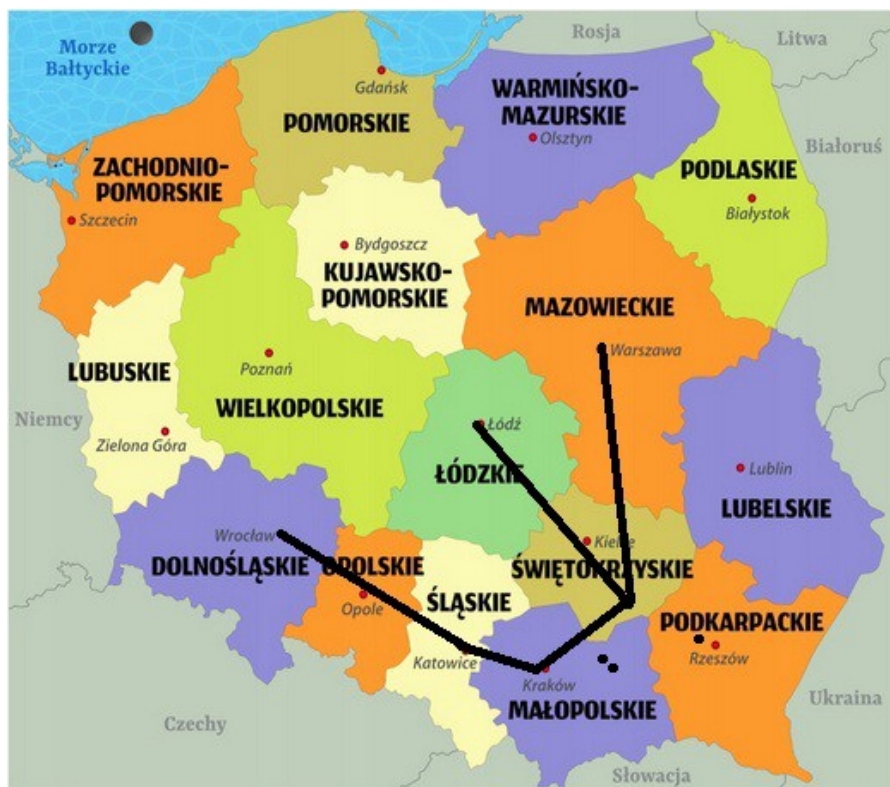 Morze
Bałtyckie
Rosja
Litwa
Gdańsk
WARMIŃSKO-
MAZURSKIE
POMORSKIE
Olsztyn
Białoruś
ZACHODNIO-
POMORSKIE
PODLASKIE
Szczecin
Białystok
Bydgoszcz
KUJAWSKO-
POMORSKIE
MAZOWIECKIE
Warszawa
LUBUSKIE
Poznań
WIELKOPOLSKIE
Niemcy
Zielona Góra
Łódź
ŁÓDZKIE
Lublin
LUBELSKIE
Wrocław
DOLNOŚLĄSKIE
OPOLSKIE
Kielce
ŚWIĘTOKRZYSKIE
Opole
ŚLĄSKIE
PODKARPACKIE
Rzeszów
Katowice
Kraków
MAŁOPOLSKIE
Ukraina
Czechy
Słowacja